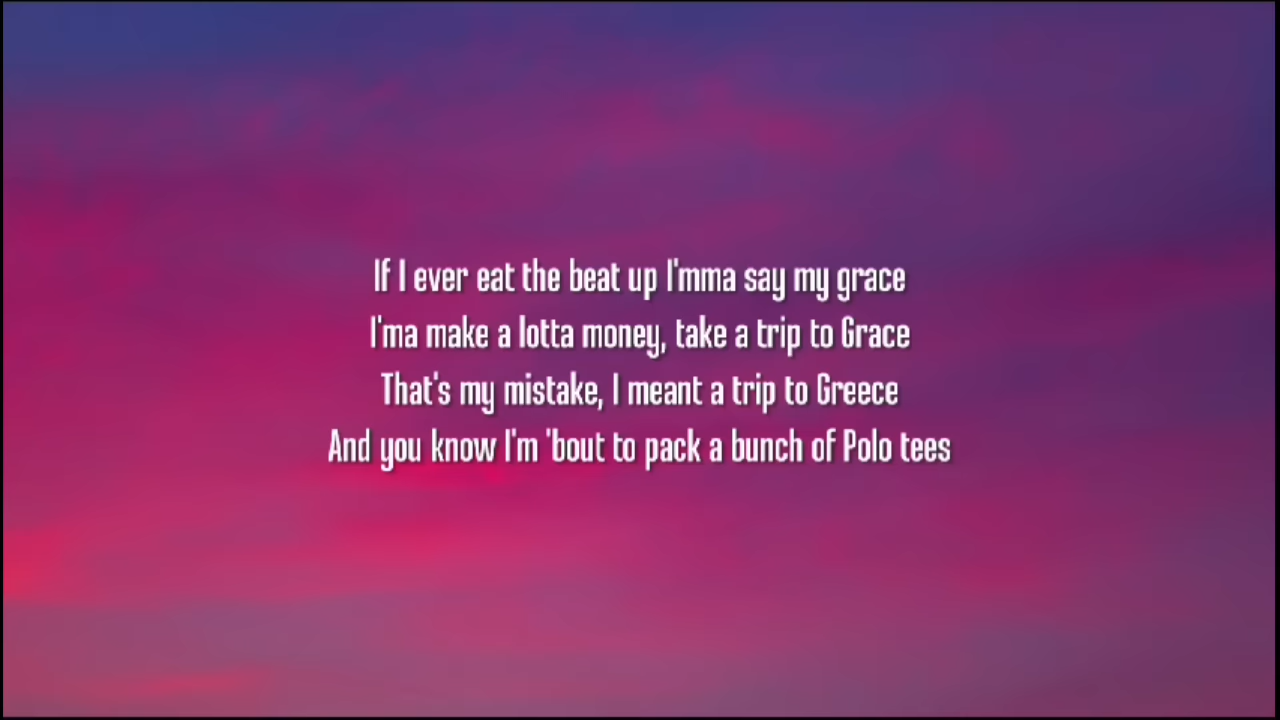 If I ever eat the beat up I'mma say my grace
I'ma make a lotta money, take a trip to Grace
That's my mistake, I meant a trip to Greece
And you know I'm 'bout to pack a bunch of Polo tees